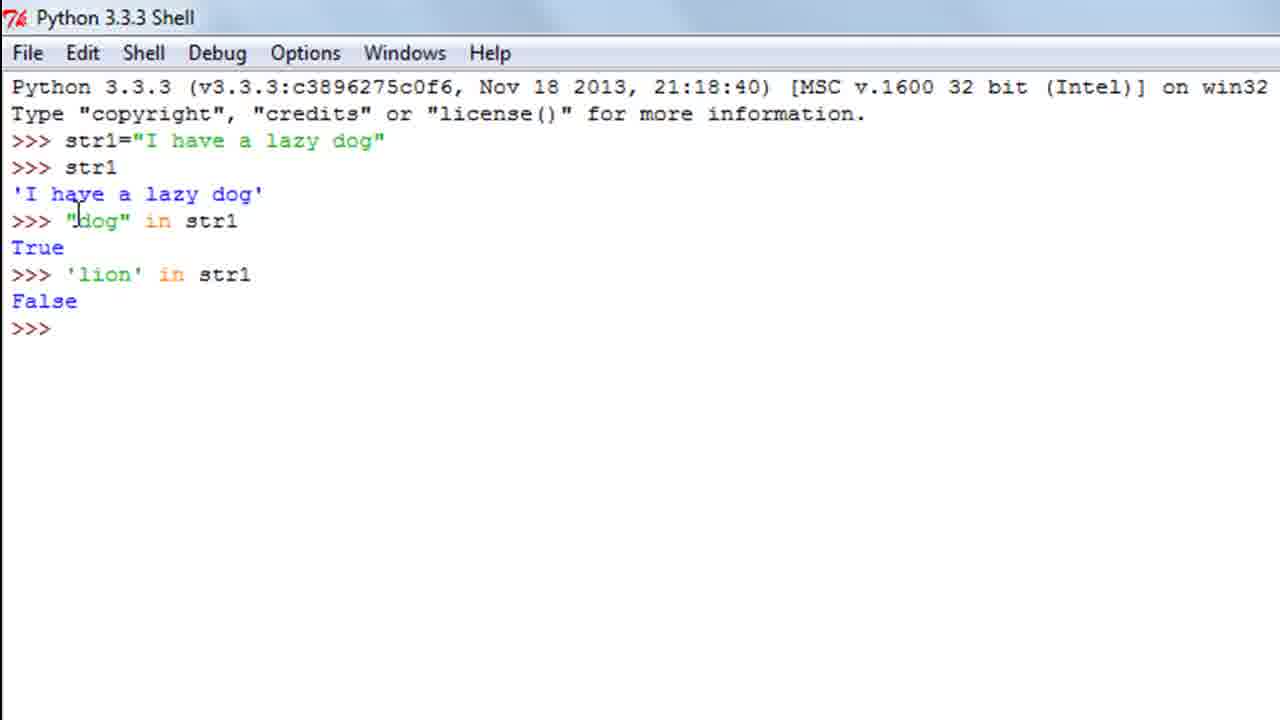 Python 3.3.3 Shell
File Edit Shell Debug Options Windows Help
Python 3.3.3 (v3.3.3:c3896275c0f6, Nov 18 2013, 21:18:40) [MSC v.1600 32 bit (Intel)] on win32
Type "copyright", "credits" or "license()" for more information.
>>> str1="I have a lazy dog"
>>> str1
'I have a lazy dog'
>>> "dog" in str1
True
>>> 'lion' in str1
False
>>>